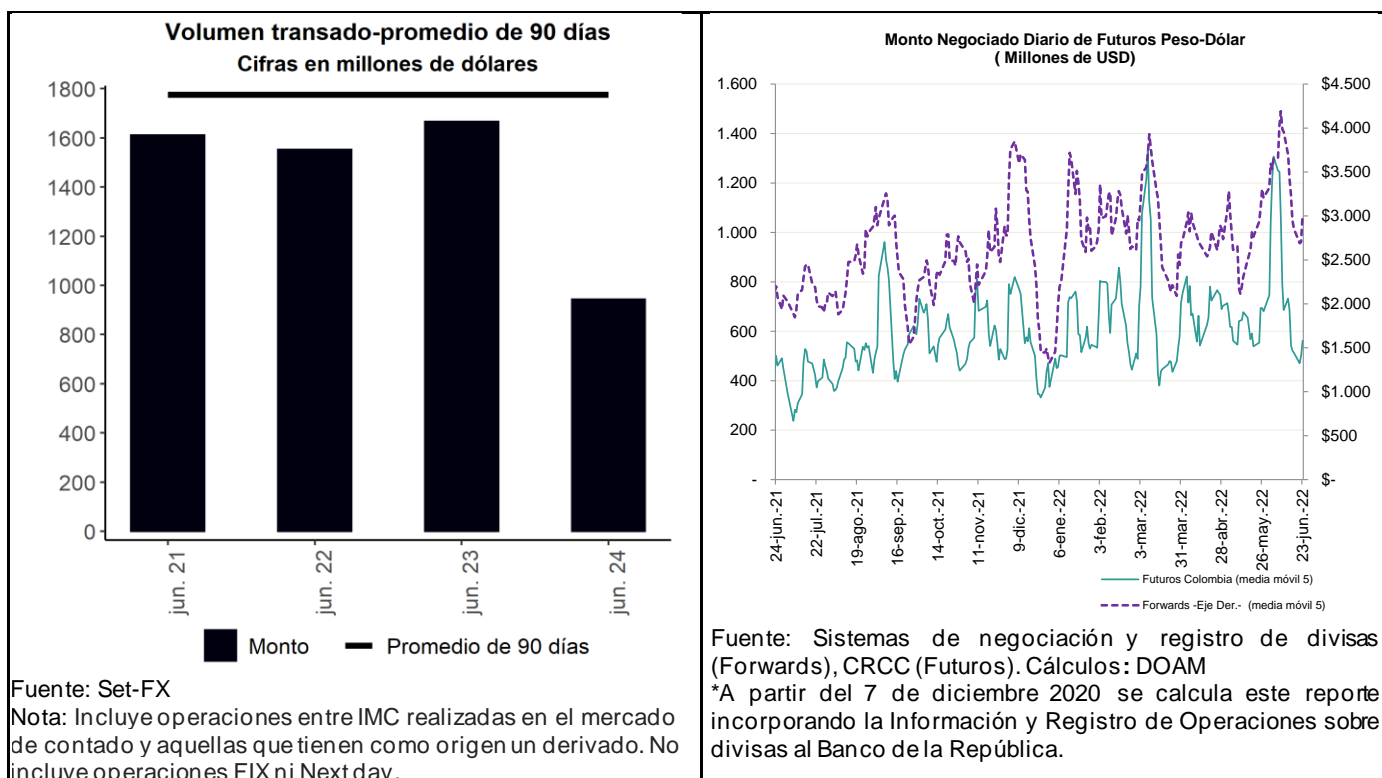 Volumen transado-promedio de 90 días
Cifras en millones de dólares
1800
1600
1400
1200
1000
800
600
400
200
0
jun. 21
jun. 22
jun. 23
jun. 24
Monto
Promedio de 90 días
Fuente: Set-FX
Nota: Incluye operaciones entre IMC realizadas en el mercado
de contado y aquellas que tienen como origen un derivado. No
incluye operaciones FIX ni Next day.
Monto Negociado Diario de Futuros Peso-Dólar
( Millones de USD)
1.600
1.400
1.200
1.000
800
600
400
200
-
$4.500
$4.000
$3.500
$3.000
$2.500
$2.000
$1.500
$1.000
$500
$-
24-jun.-21
22-jul.-21
19-ago.-21
16-sep.-21
14-oct.-21
11-nov.-21
9-dic.-21
6-ene.-22
3-feb.-22
3-mar.-22
31-mar.-22
28-abr.-22
26-may.-22
23-jun.-22
Futuros Colombia (media móvil 5)
Forwards -Eje Der.- (media móvil 5)
Fuente: Sistemas de negociación y registro de divisas
(Forwards), CRCC (Futuros). Cálculos: DOAM
*A partir del 7 de diciembre 2020 se calcula este reporte
incorporando la Información y Registro de Operaciones sobre
divisas al Banco de la República.